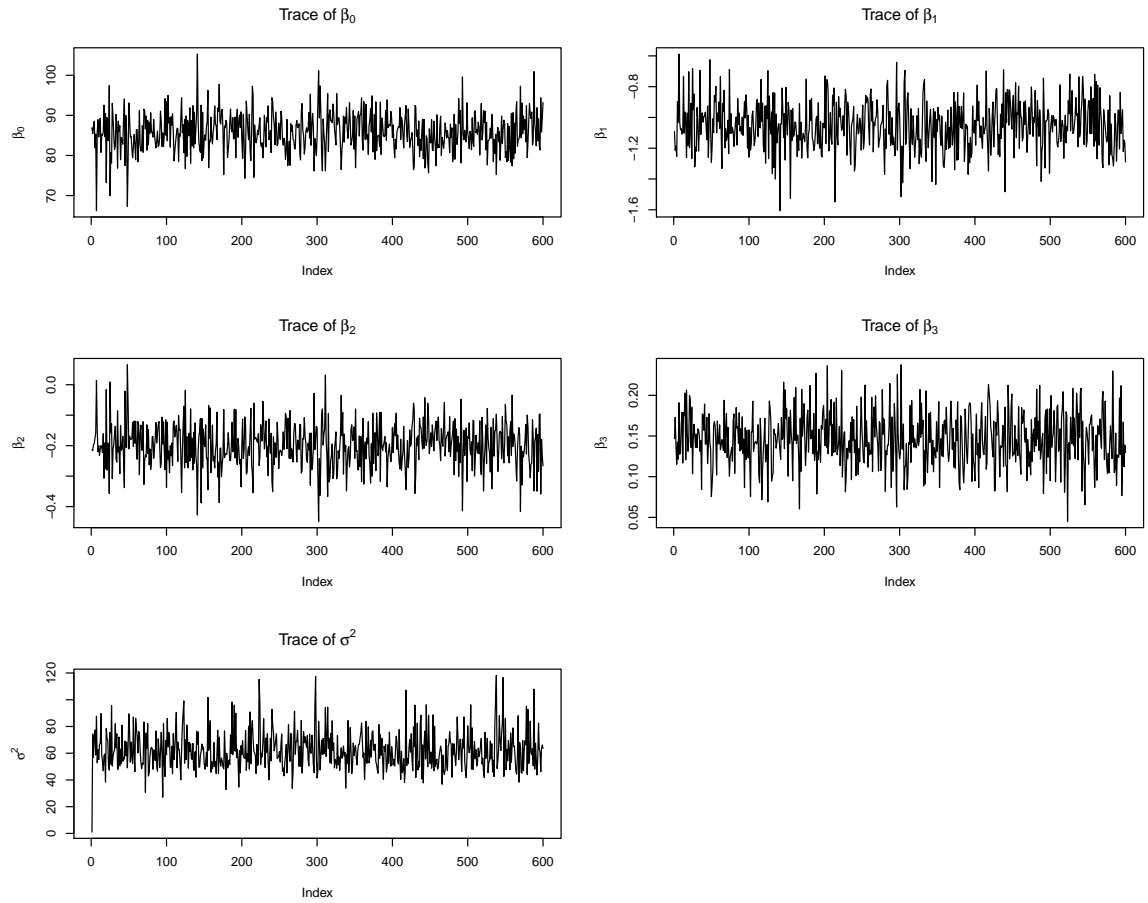 Trace of β₀
β₀
70 80 90 100
0 100 200 300 400 500 600
Index
Trace of β₁
β₁
−1.6 −1.2 −0.8
0 100 200 300 400 500 600
Index
Trace of β₂
β₂
−0.4 −0.2 0.0
0 100 200 300 400 500 600
Index
Trace of β₃
β₃
0.05 0.10 0.15 0.20
0 100 200 300 400 500 600
Index
Trace of σ²
σ²
0 20 40 60 80 120
0 100 200 300 400 500 600
Index